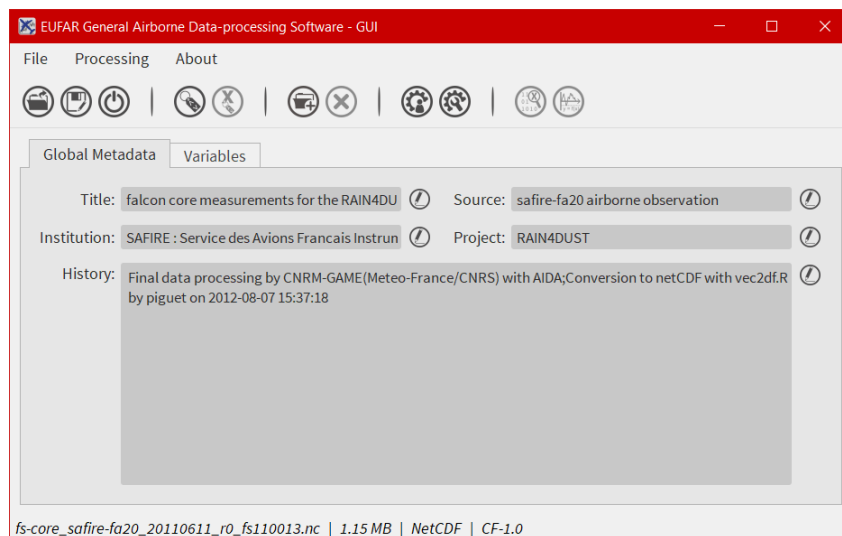 EUFAR General Airborne Data-processing Software - GUI
File Processing About
Global Metadata Variables
Title: falcon core measurements for the RAIN4DU Source: safire-fa20 airborne observation
Institution: SAFIRE : Service des Avions Francais Instrun Project: RAIN4DUST
History: Final data processing by CNRM-GAME(Meteo-France/CNRS) with AIDA;Conversion to netCDF with vec2df.R
by piguet on 2012-08-07 15:37:18
fs-core_safire-fa20_20110611_r0_fs110013.nc | 1.15 MB | NetCDF | CF-1.0